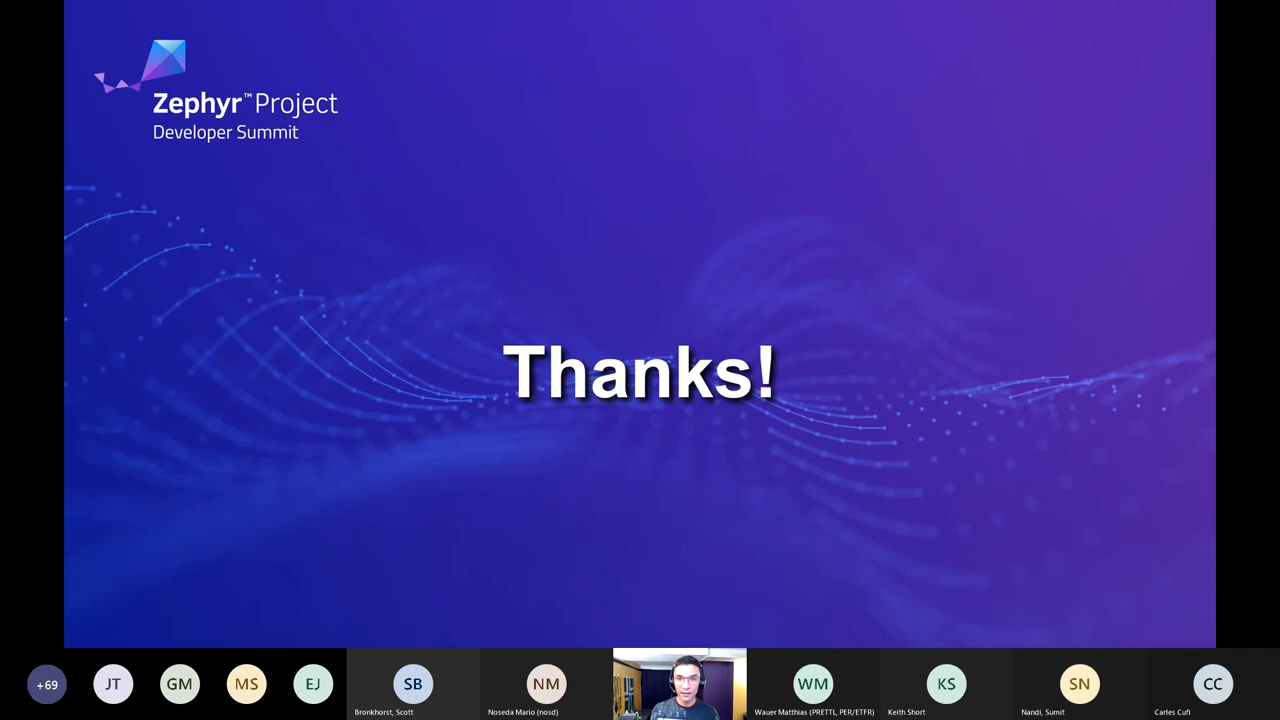 Zephyr™ Project
Developer Summit
Thanks!
+69
JT
GM
MS
EJ
SB
Bronkhorst, Scott
NM
Noseda Mario (nosd)
WM
Wauer Matthias (PRETTL, PER/ETFR)
KS
Keith Short
SN
Nandi, Sumit
CC
Carles Cufi